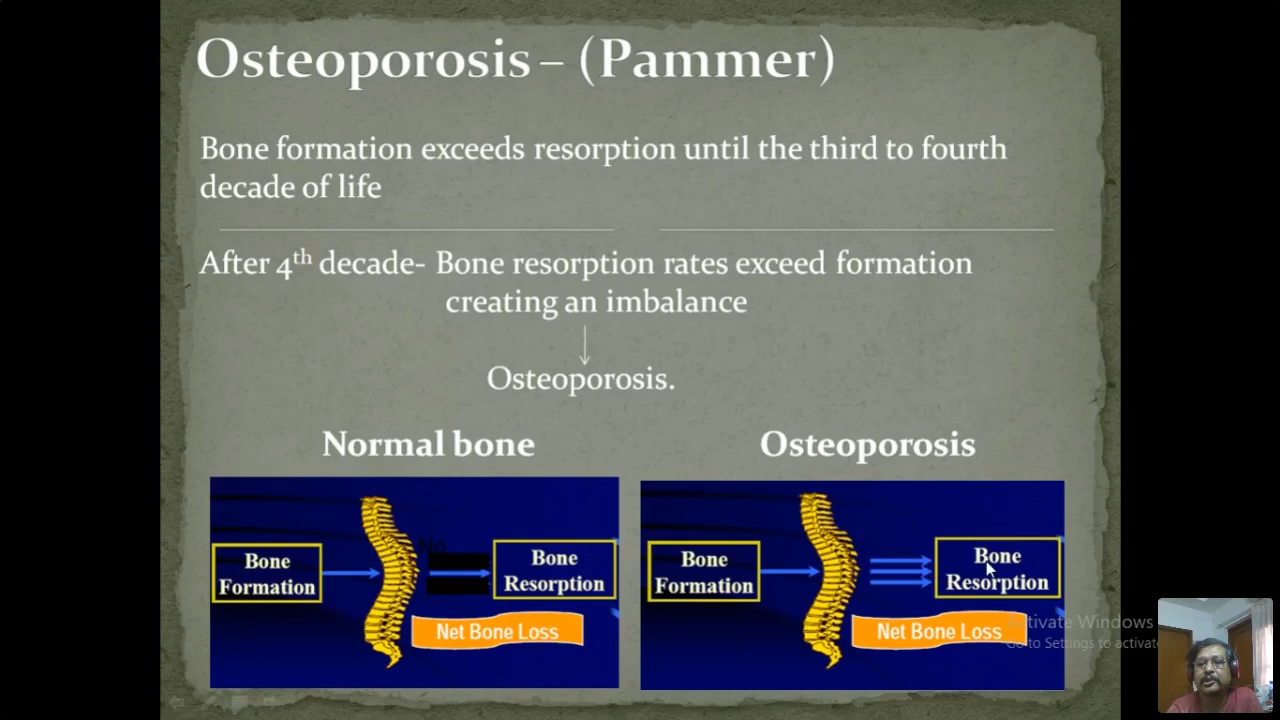 Osteoporosis – (Pammer)
Bone formation exceeds resorption until the third to fourth
decade of life
After 4th decade- Bone resorption rates exceed formation
creating an imbalance
Osteoporosis.
Normal bone
Osteoporosis
Bone
Formation
Bone
Resorption
Net Bone Loss
Bone
Formation
Bone
Resorption
Net Bone Loss
Activate Windows
Go to Settings to activate